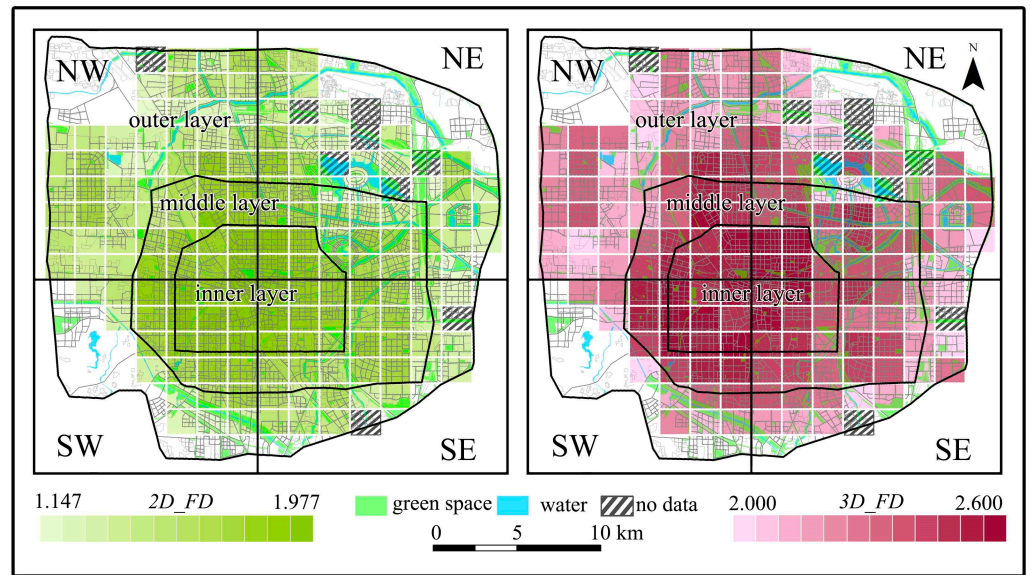 NW
NE
outer layer
middle layer
inner layer
SW
SE
NW
NE
N
outer layer
middle layer
inner layer
SW
SE
1.147 2D_FD 1.977
green space water no data
0 5 10 km
2.000 3D_FD 2.600